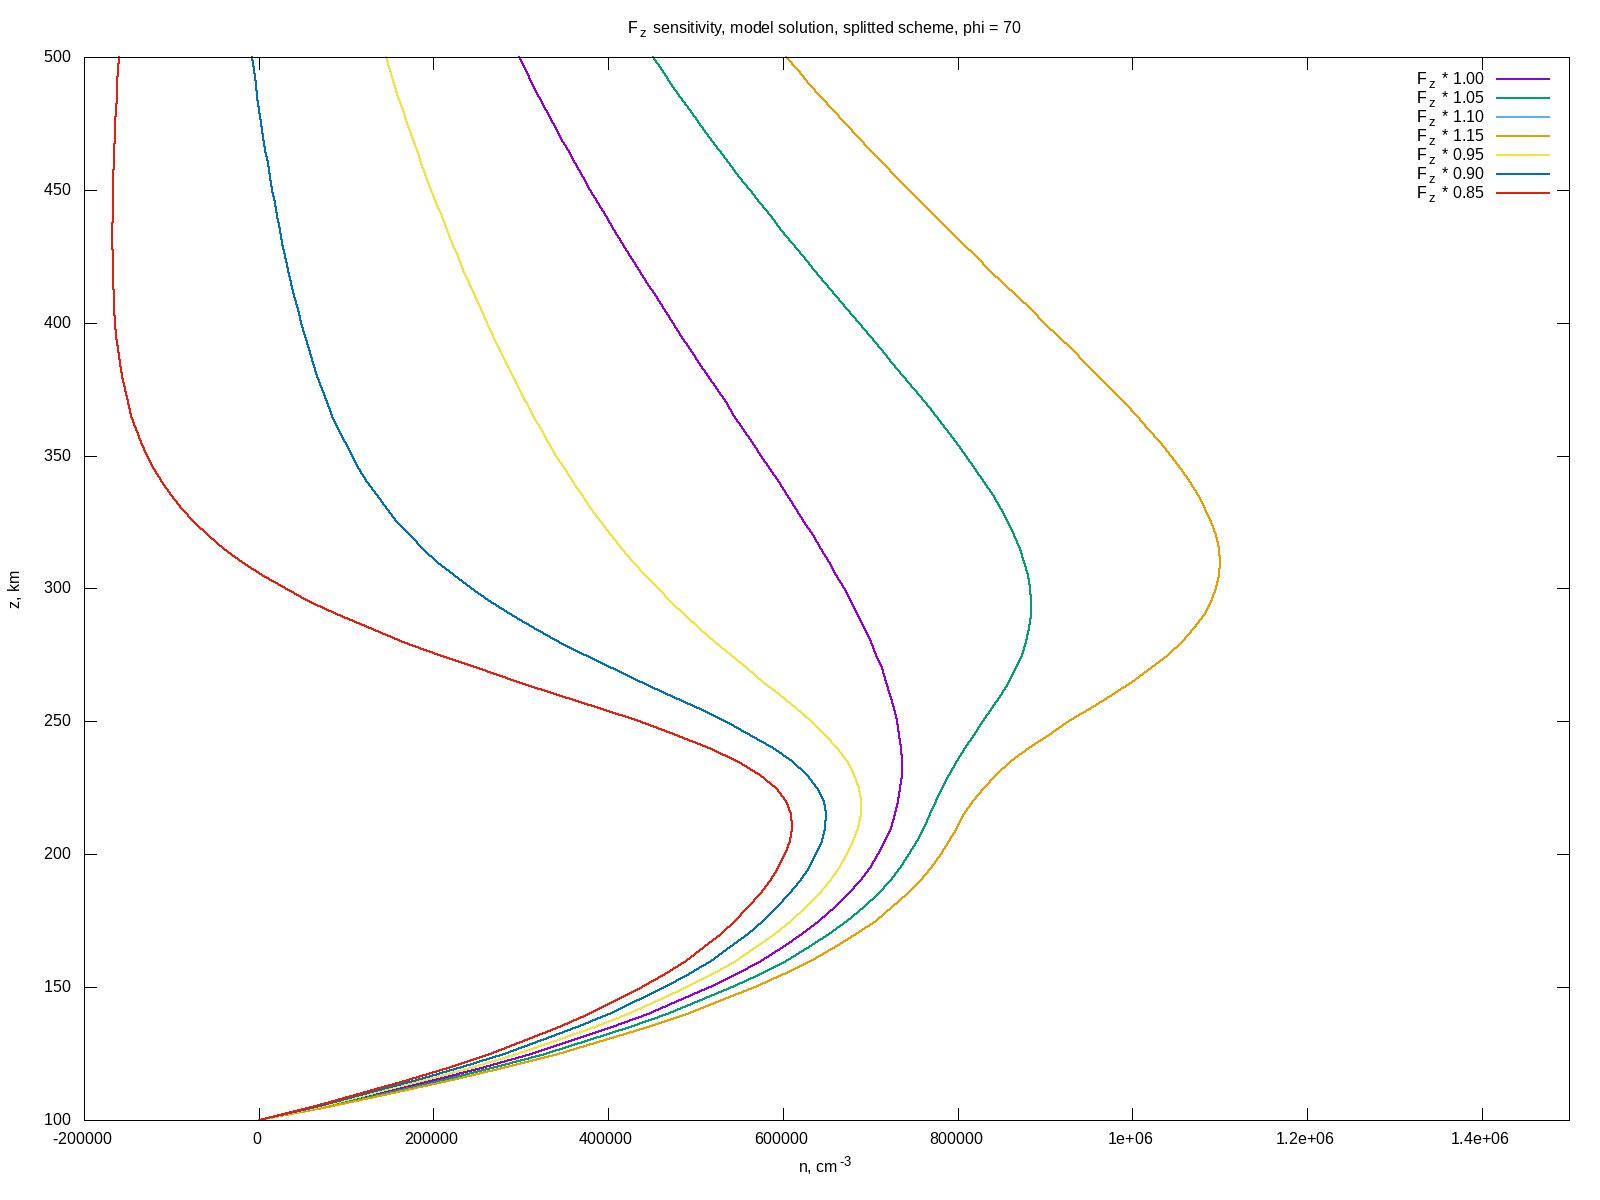 F z sensitivity, model solution, splitted scheme, phi = 70
500
450
400
350
300
250
200
150
100
z, km
F z * 1.00
F z * 1.05
F z * 1.10
F z * 1.15
F z * 0.95
F z * 0.90
F z * 0.85
-200000 0 200000 400000 600000 800000 1e+06 1.2e+06 1.4e+06
n, cm -3